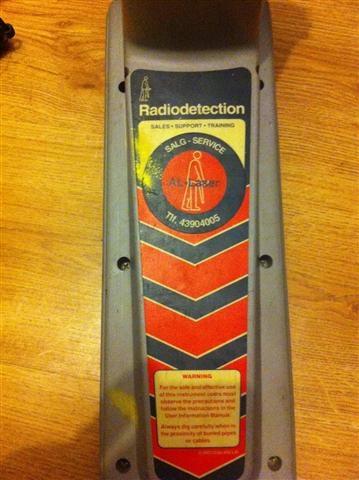 Radiodetection
SALES • SUPPORT • TRAINING
SALG - SERVICE
AL-Laser
Tlf. 43904005
WARNING
For the safe and effective use
of this instrument users must
observe the precautions and
follow the instructions in the
User Information Manual.
Always dig carefully when in
the proximity of buried pipes
or cables.